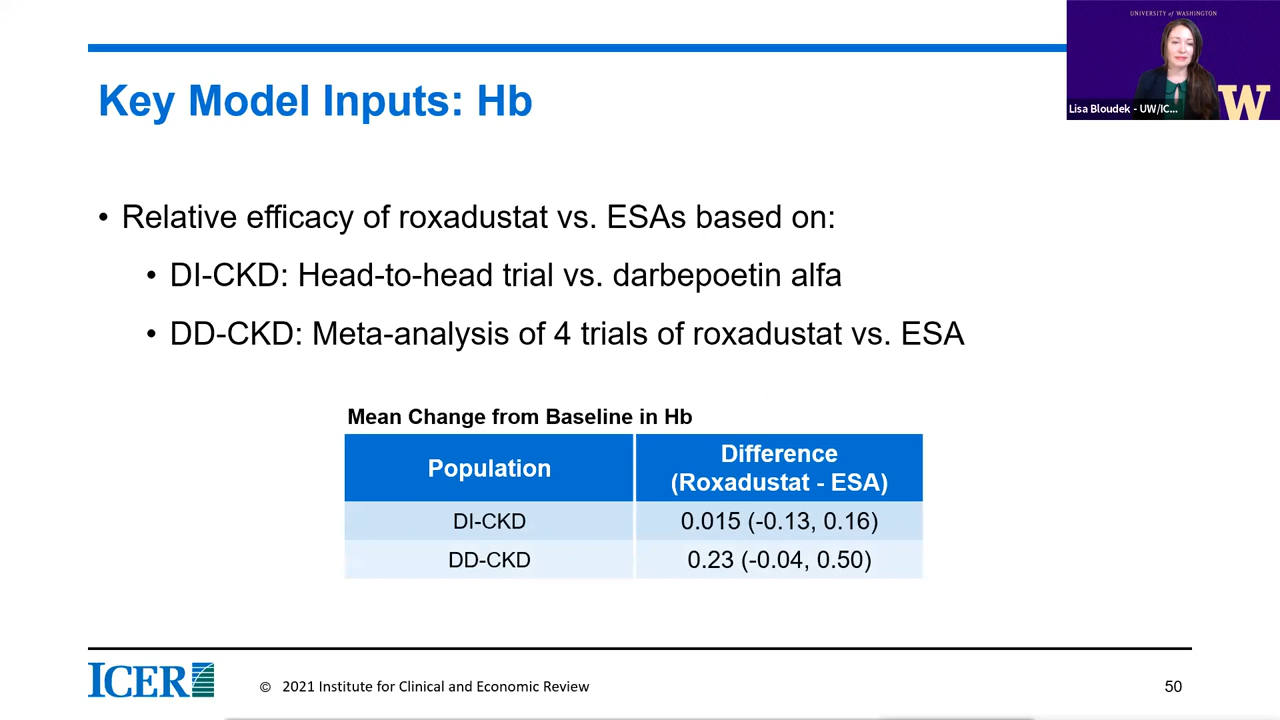 UNIVERSITY of WASHINGTON
W
Lisa Bloudek - UW/IC...
Key Model Inputs: Hb
• Relative efficacy of roxadustat vs. ESAs based on:
• DI-CKD: Head-to-head trial vs. darbepoetin alfa
• DD-CKD: Meta-analysis of 4 trials of roxadustat vs. ESA
Mean Change from Baseline in Hb
Population
Difference
(Roxadustat - ESA)
DI-CKD
0.015 (-0.13, 0.16)
DD-CKD
0.23 (-0.04, 0.50)
ICER
© 2021 Institute for Clinical and Economic Review
50